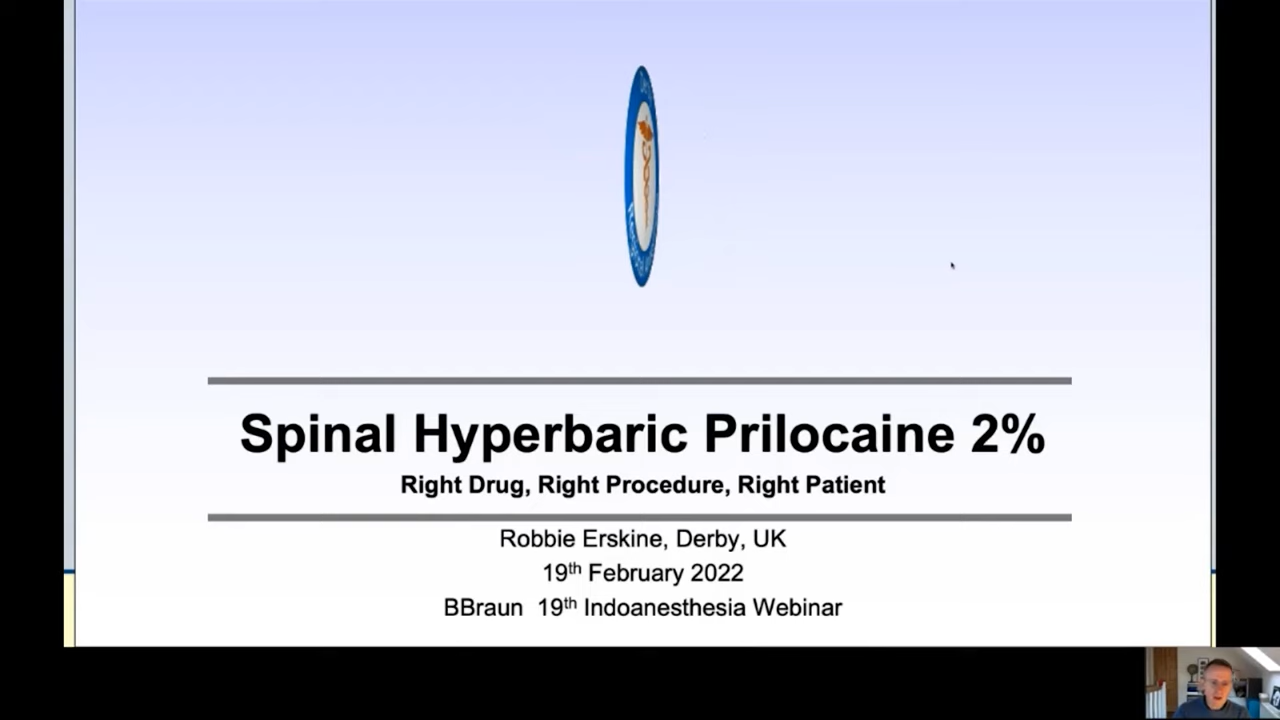 Spinal Hyperbaric Prilocaine 2%
Right Drug, Right Procedure, Right Patient
Robbie Erskine, Derby, UK
19th February 2022
BBraun 19th Indoanesthesia Webinar